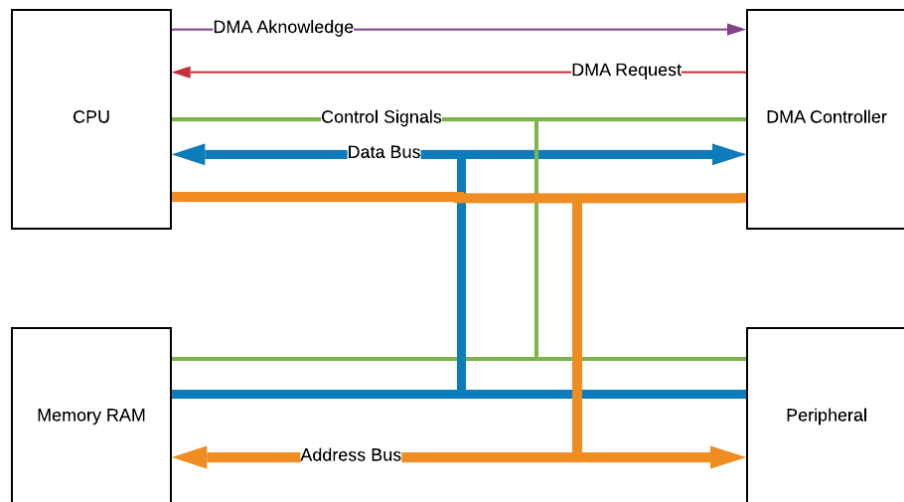 DMA Aknowledge
DMA Request
CPU
Control Signals
DMA Controller
Data Bus
Memory RAM
Peripheral
Address Bus